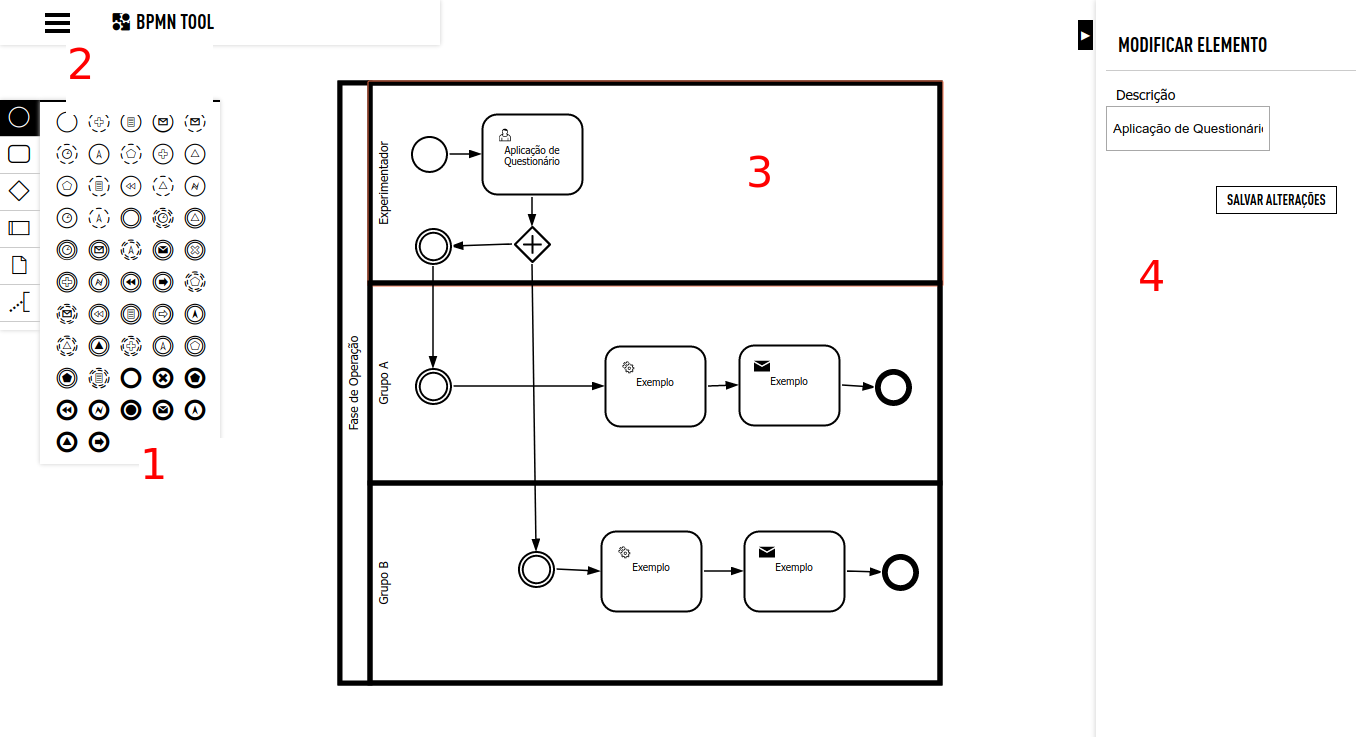 BPMN TOOL
2
1
Fase de Operação
Experimentador
Aplicação de
Questionário
3
Grupo A
Exemplo
Exemplo
Grupo B
Exemplo
Exemplo
MODIFICAR ELEMENTO
Descrição
Aplicação de Questionári
SALVAR ALTERAÇÕES
4